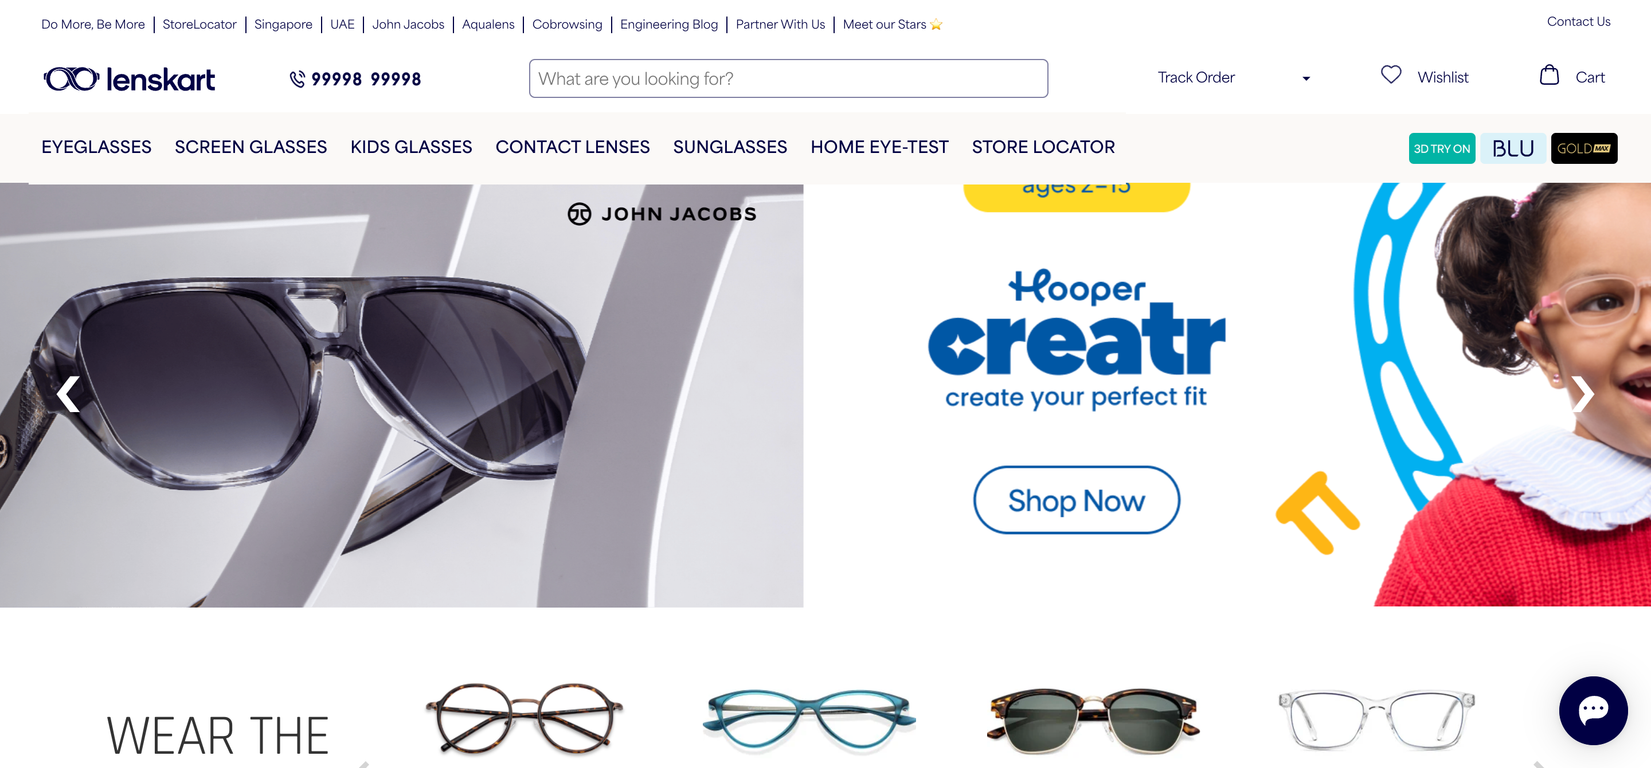 Do More, Be More | StoreLocator | Singapore | UAE | John Jacobs | Aqualens | Cobrowsing | Engineering Blog | Partner With Us | Meet our Stars ⭐
Contact Us
lenskart
99998 99998
What are you looking for?
Track Order
Wishlist
Cart
EYEGLASSES SCREEN GLASSES KIDS GLASSES CONTACT LENSES SUNGLASSES HOME EYE-TEST STORE LOCATOR
3D TRY ON
BLU
GOLD MAX
JOHN JACOBS
ages 2-15
Hooper
creatr
create your perfect fit
Shop Now
WEAR THE